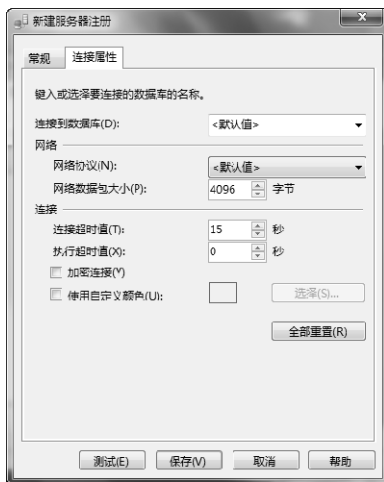 新建服务器注册
常规 连接属性
键入或选择要连接的数据库的名称。
连接到数据库(D): <默认值>
网络
网络协议(N): <默认值>
网络数据包大小(P): 4096 字节
连接
连接超时值(T): 15 秒
执行超时值(X): 0 秒
加密连接(Y)
使用自定义颜色(U): 选择(S)...
全部重置(R)
测试(E) 保存(V) 取消 帮助